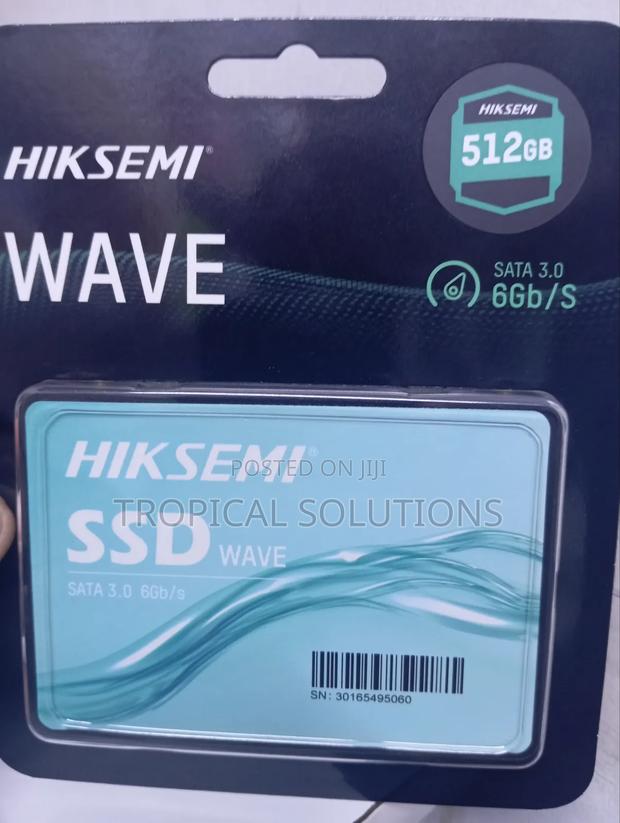 HIKSEMI®
WAVE
HIKSEMI
512GB
SATA 3.0
6Gb/S
HIKSEMI®
POSTED ON JIJI
TROPICAL SOLUTIONS
SSD WAVE
SATA 3.0 6Gb/s
SN: 30165495060